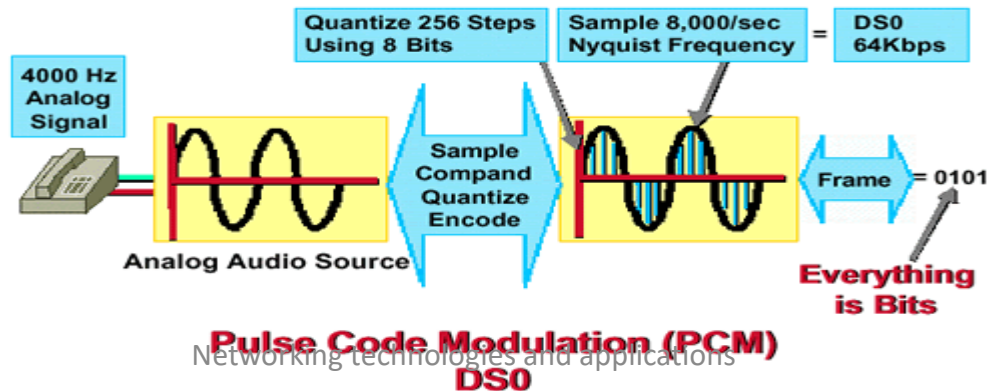 Quantize 256 Steps
Using 8 Bits
Sample 8,000/sec
Nyquist Frequency
=
DS0
64Kbps
4000 Hz
Analog
Signal
Sample
Compand
Quantize
Encode
Frame
= 0101
Analog Audio Source
Everything
is Bits
Pulse Code Modulation (PCM)
Networking technologies and applications
DS0